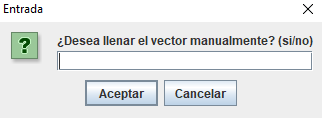 Entrada
?
¿Desea llenar el vector manualmente? (si/no)
Aceptar
Cancelar